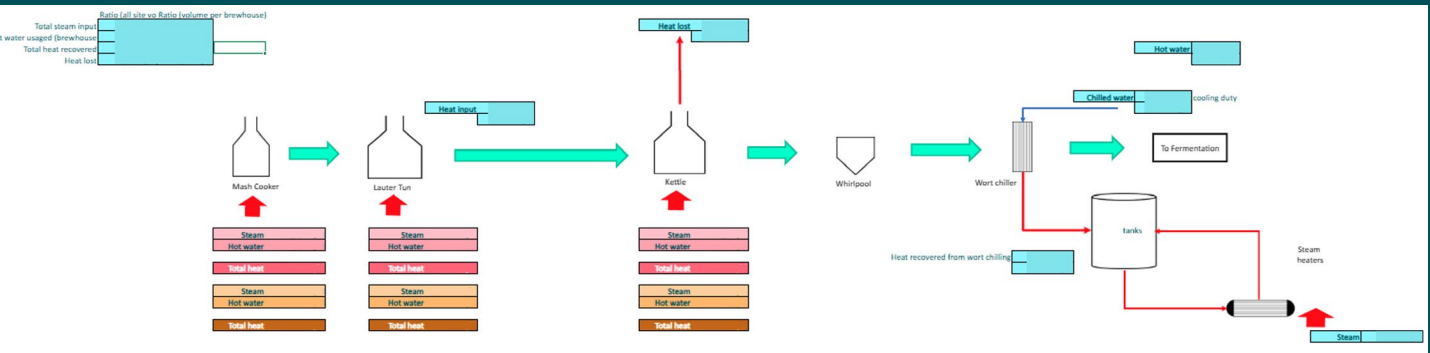 Ratio (all site vo Ratio (volume per brewhouse)
Total steam input
t water usaged (brewhouse
Total heat recovered
Heat lost
Heat lost
Hot water
Chilled water
cooling duty
Heat input
To Fermentation
Mash Cooker
Lauter Tun
Kettle
Whirlpool
Wort chiller
tanks
Steam
Hot water
Total heat
Steam
Hot water
Total heat
Steam
Hot water
Total heat
Steam
Hot water
Total heat
Steam
Hot water
Total heat
Steam
Hot water
Total heat
Heat recovered from wort chilling
Steam
heaters
Steam